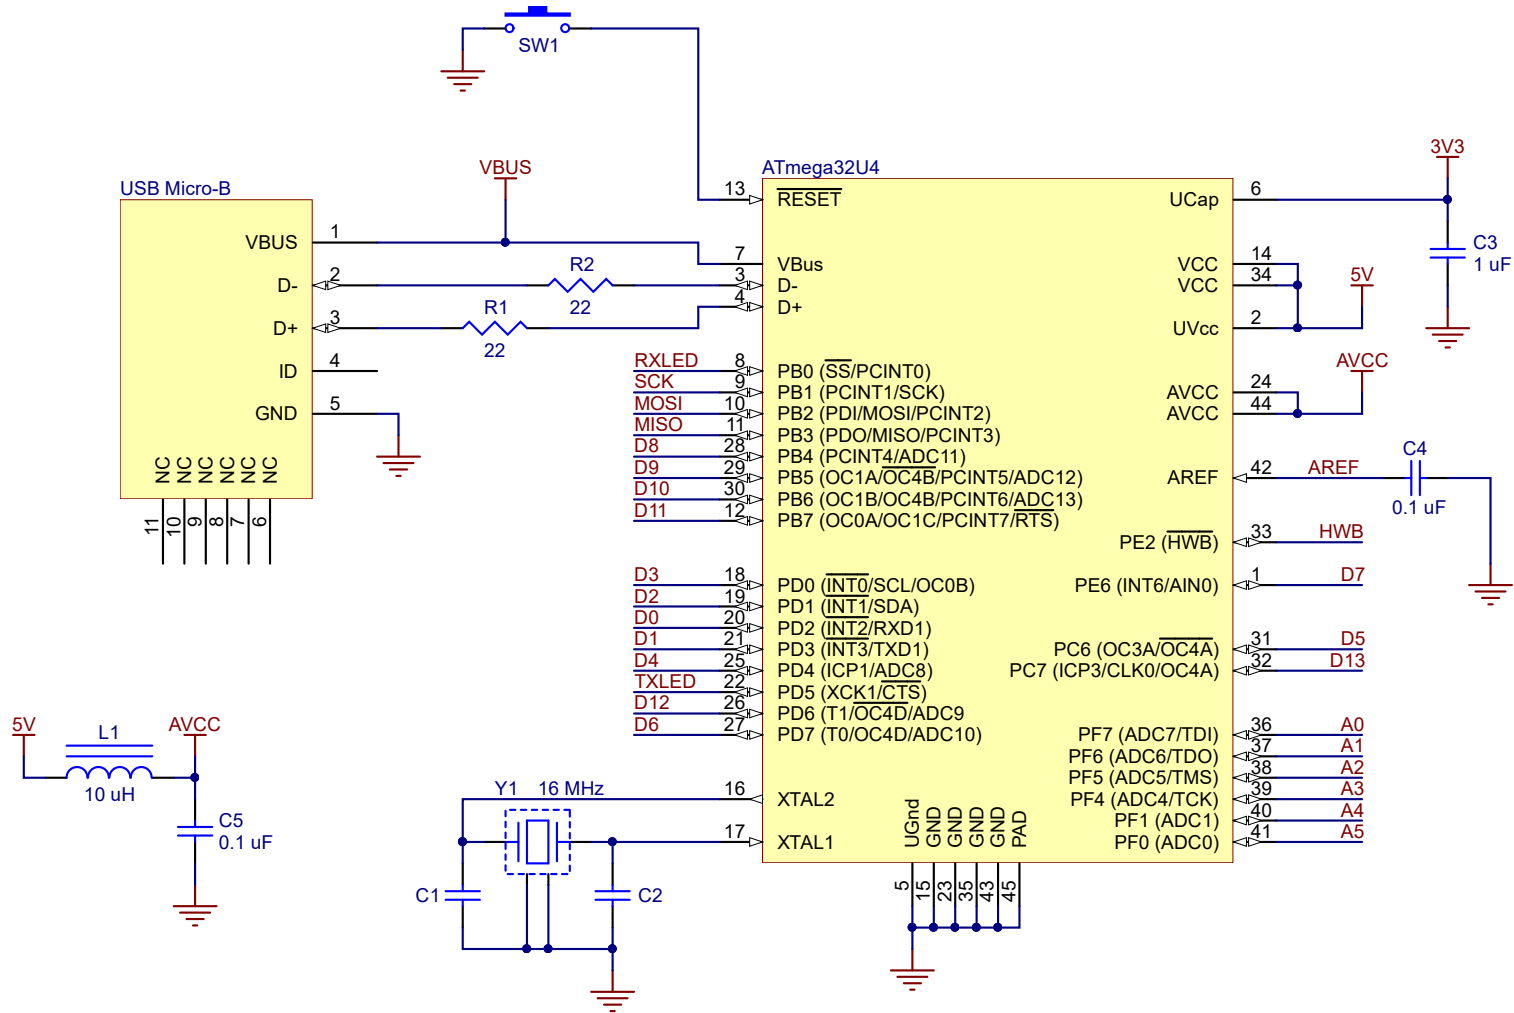 SW1
USB Micro-B
VBUS 1
D- 2
D+ 3
ID 4
GND 5
NC NC NC NC NC NC
11 10 9 8 7 6
VBUS
R2
22
R1
22
ATmega32U4
13 RESET
7 VBus
3 D-
4 D+
RXLED 8 PB0 (SS/PCINT0)
SCK 9 PB1 (PCINT1/SCK)
MOSI 10 PB2 (PDI/MOSI/PCINT2)
MISO 11 PB3 (PDO/MISO/PCINT3)
D8 28 PB4 (PCINT4/ADC11)
D9 29 PB5 (OC1A/OC4B/PCINT5/ADC12)
D10 30 PB6 (OC1B/OC4B/PCINT6/ADC13)
D11 12 PB7 (OC0A/OC1C/PCINT7/RTS)
D3 18 PD0 (INT0/SCL/OC0B)
D2 19 PD1 (INT1/SDA)
D0 20 PD2 (INT2/RXD1)
D1 21 PD3 (INT3/TXD1)
D4 25 PD4 (ICP1/ADC8)
TXLED 22 PD5 (XCK1/CTS)
D12 26 PD6 (T1/OC4D/ADC9
D6 27 PD7 (T0/OC4D/ADC10)
16 XTAL2
17 XTAL1
UCap 6
VCC 14
VCC 34
UVcc 2
AVCC 24
AVCC 44
AREF 42 AREF
PE2 (HWB) 33 HWB
PE6 (INT6/AIN0) 1 D7
PC6 (OC3A/OC4A) 31 D5
PC7 (ICP3/CLK0/OC4A) 32 D13
PF7 (ADC7/TDI) 36 A0
PF6 (ADC6/TDO) 37 A1
PF5 (ADC5/TMS) 38 A2
PF4 (ADC4/TCK) 39 A3
PF1 (ADC1) 40 A4
PF0 (ADC0) 41 A5
UGnd GND GND GND GND PAD
5 15 23 35 43 45
3V3
C3
1 uF
5V
AVCC
C4
0.1 uF
5V
L1
10 uH
AVCC
C5
0.1 uF
Y1 16 MHz
C1
C2